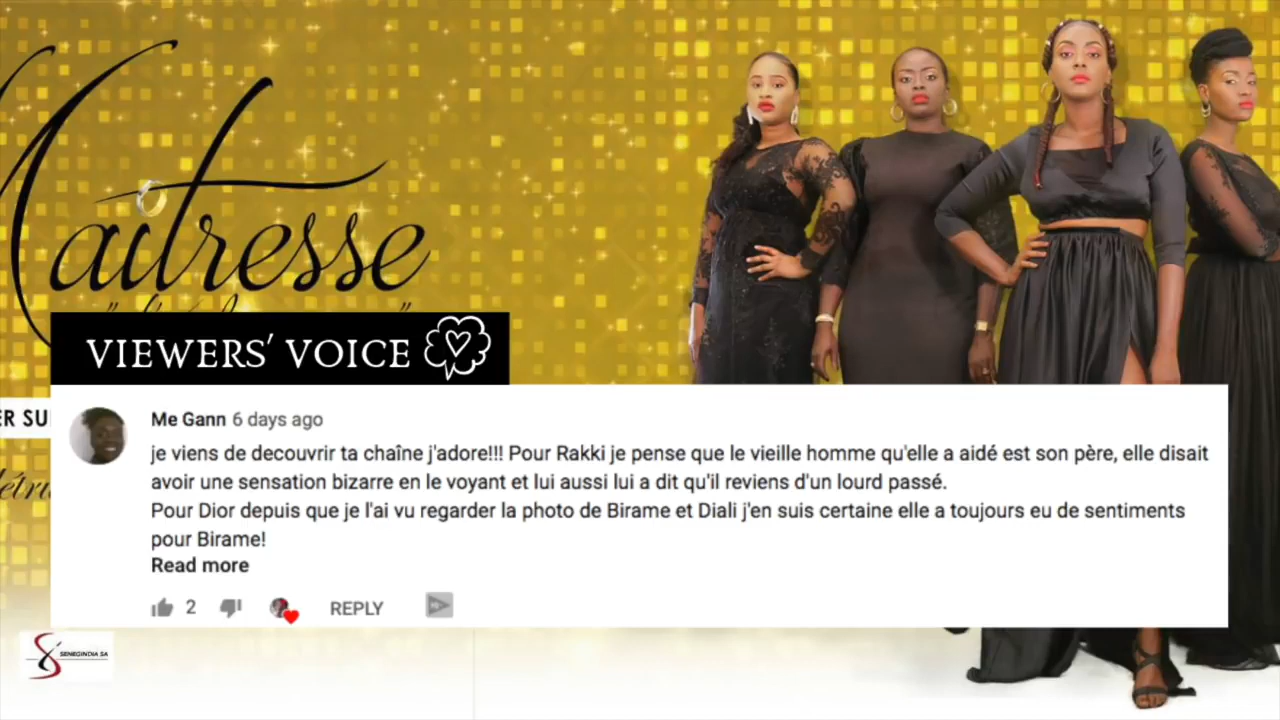 Maîtresse
VIEWERS' VOICE
ER SU
Me Gann 6 days ago
je viens de decouvrir ta chaîne j'adore!!! Pour Rakki je pense que le vieille homme qu'elle a aidé est son père, elle disait
avoir une sensation bizarre en le voyant et lui aussi lui a dit qu'il reviens d'un lourd passé.
Pour Dior depuis que je l'ai vu regarder la photo de Birame et Diali j'en suis certaine elle a toujours eu de sentiments
pour Birame!
Read more
2
REPLY
SENEGINDIA SA